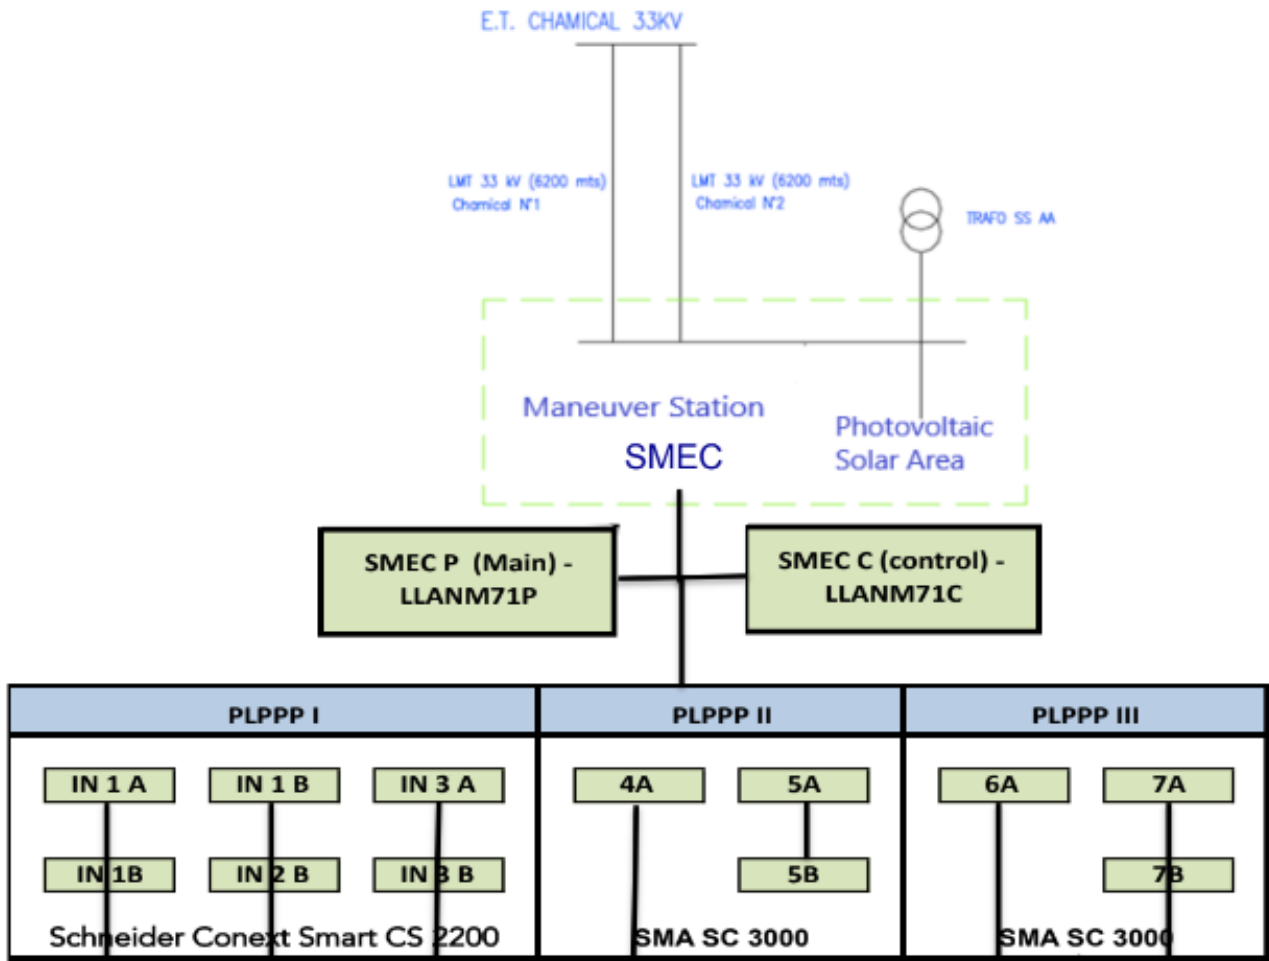 E.T. CHAMICAL 33KV
LMT 33 kV (6200 mts)
Chamical N°1
LMT 33 kV (6200 mts)
Chamical N°2
TRAFO SS AA
Maneuver Station
SMEC
Photovoltaic
Solar Area
SMEC P (Main) -
LLANM71P
SMEC C (control) -
LLANM71C
PLPPP I
PLPPP II
PLPPP III
IN 1 A
IN 1 B
IN 3 A
4A
5A
6A
7A
IN 1B
IN 2 B
IN 3 B
5B
7B
Schneider Conext Smart CS 2200
SMA SC 3000
SMA SC 3000